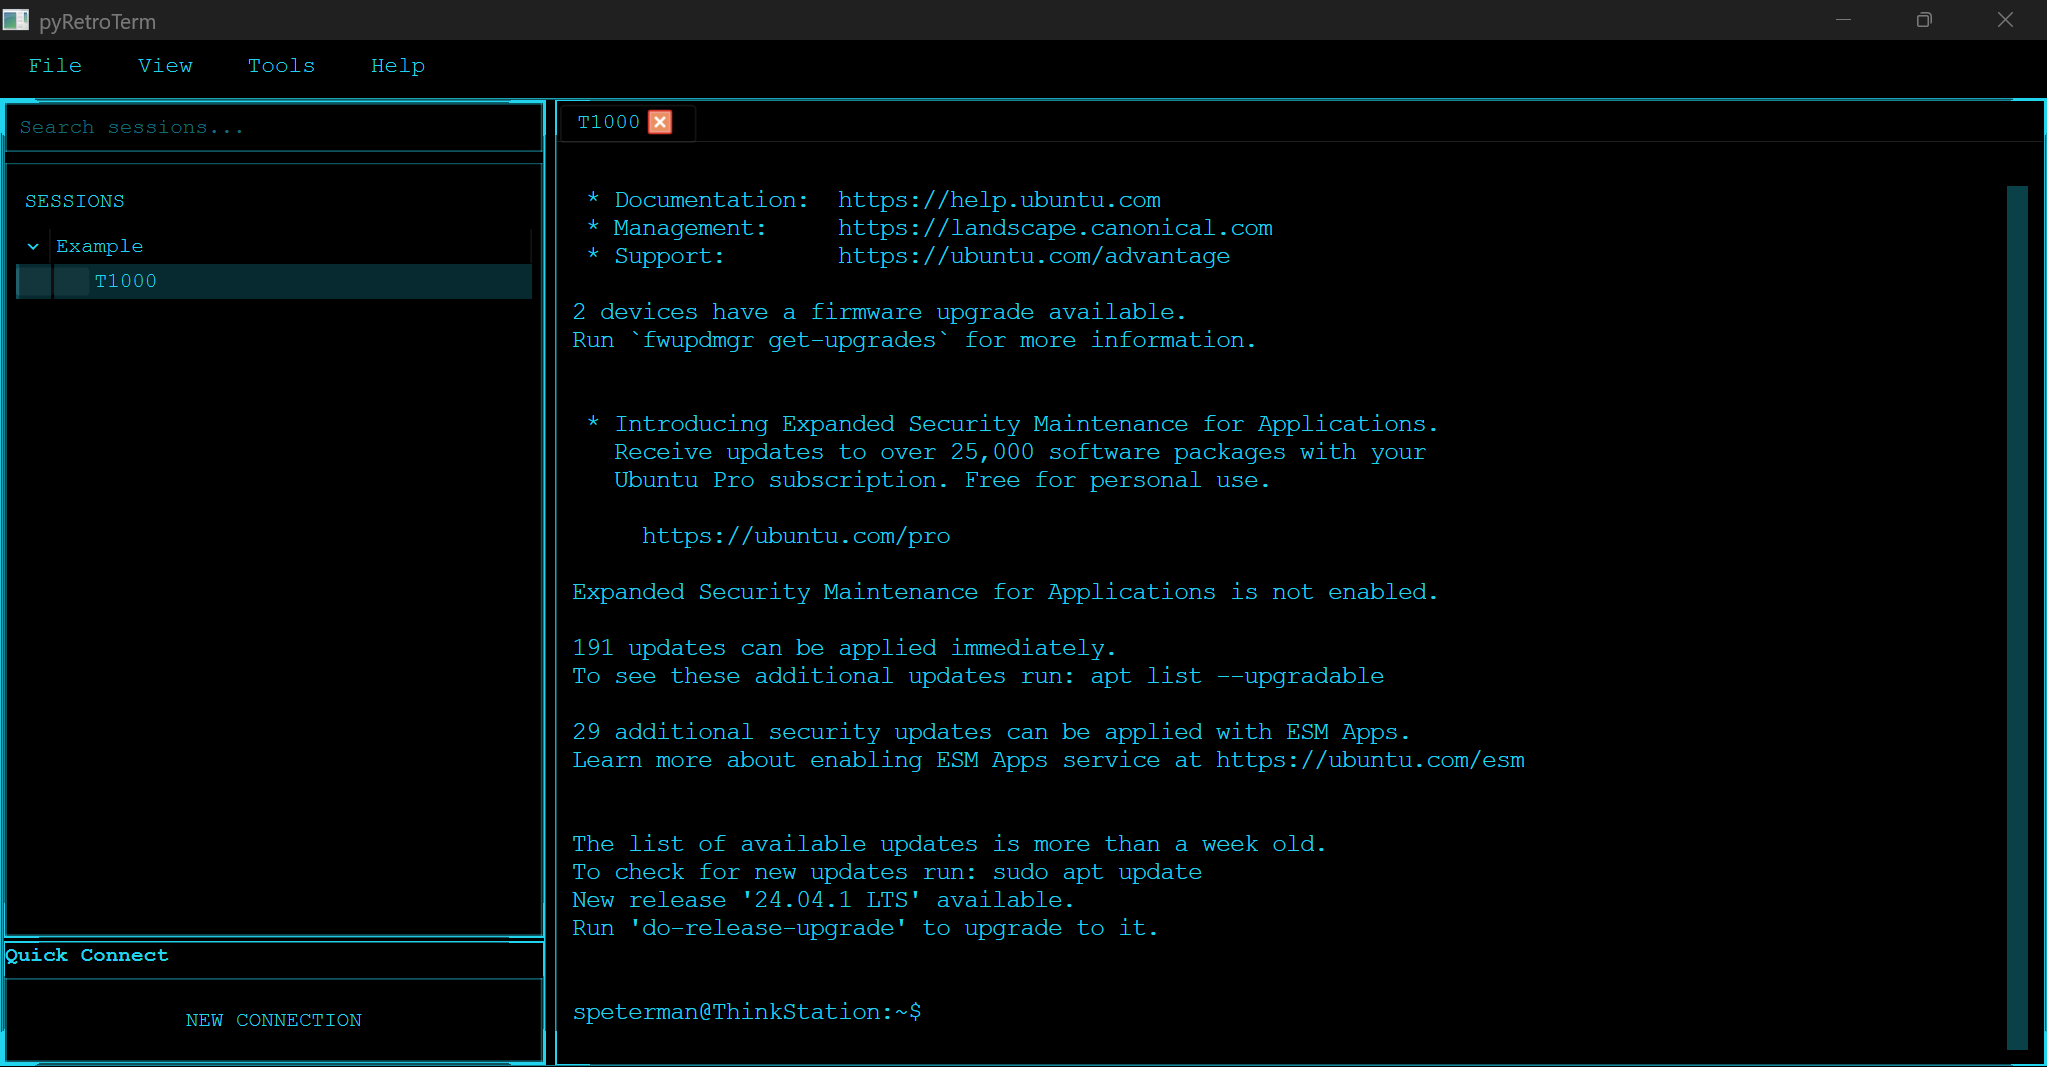 pyRetroTerm
File View Tools Help
Search sessions...
SESSIONS
Example
T1000
Quick Connect
NEW CONNECTION
T1000
* Documentation:  https://help.ubuntu.com
* Management:     https://landscape.canonical.com
* Support:        https://ubuntu.com/advantage
2 devices have a firmware upgrade available.
Run `fwupdmgr get-upgrades` for more information.
* Introducing Expanded Security Maintenance for Applications.
Receive updates to over 25,000 software packages with your
Ubuntu Pro subscription. Free for personal use.
https://ubuntu.com/pro
Expanded Security Maintenance for Applications is not enabled.
191 updates can be applied immediately.
To see these additional updates run: apt list --upgradable
29 additional security updates can be applied with ESM Apps.
Learn more about enabling ESM Apps service at https://ubuntu.com/esm
The list of available updates is more than a week old.
To check for new updates run: sudo apt update
New release '24.04.1 LTS' available.
Run 'do-release-upgrade' to upgrade to it.
speterman@ThinkStation:~$